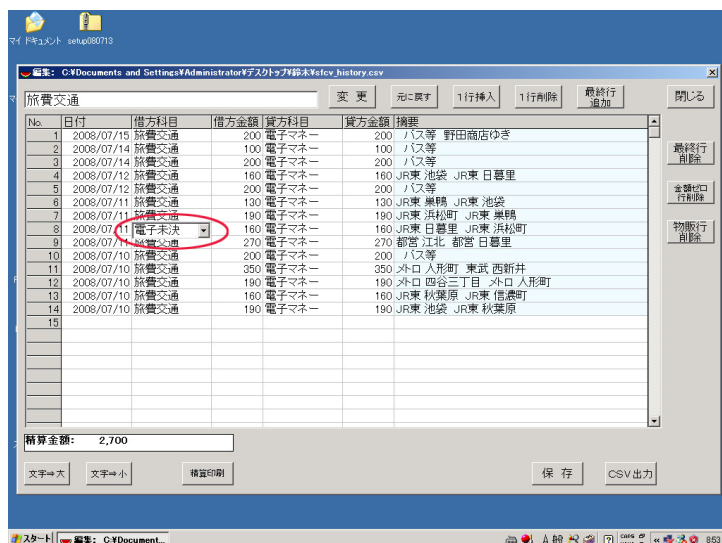 マイ ドキュメント setup080713
編集: C:¥Documents and Settings¥Administrator¥デスクトップ¥鈴木¥sfcv_history.csv
旅費交通 変 更 元に戻す 1行挿入 1行削除 最終行追加 閉じる
No. 日付 借方科目 借方金額 貸方科目 貸方金額 摘要
1 2008/07/15 旅費交通 200 電子マネー 200 バス等 野田商店ゆき
2 2008/07/14 旅費交通 100 電子マネー 100 バス等
3 2008/07/14 旅費交通 200 電子マネー 200 バス等
4 2008/07/12 旅費交通 160 電子マネー 160 JR東 池袋 JR東 日暮里
5 2008/07/12 旅費交通 200 電子マネー 200 バス等
6 2008/07/11 旅費交通 130 電子マネー 130 JR東 巣鴨 JR東 池袋
7 2008/07/11 旅費交通 190 電子マネー 190 JR東 浜松町 JR東 巣鴨
8 2008/07/11 電子未決 160 電子マネー 160 JR東 日暮里 JR東 浜松町
9 2008/07/11 旅費交通 270 電子マネー 270 都営 江北 都営 日暮里
10 2008/07/10 旅費交通 200 電子マネー 200 バス等
11 2008/07/10 旅費交通 350 電子マネー 350 メトロ 人形町 東武 西新井
12 2008/07/10 旅費交通 190 電子マネー 190 メトロ 四谷三丁目 メトロ 人形町
13 2008/07/10 旅費交通 160 電子マネー 160 JR東 秋葉原 JR東 信濃町
14 2008/07/10 旅費交通 190 電子マネー 190 JR東 池袋 JR東 秋葉原
15
最終行削除
金額ゼロ行削除
物販行削除
積算金額: 2,700
文字⇒大 文字⇒小 積算印刷 保 存 CSV出力
スタート 編集: C:¥Document... A 般 CAPS 853